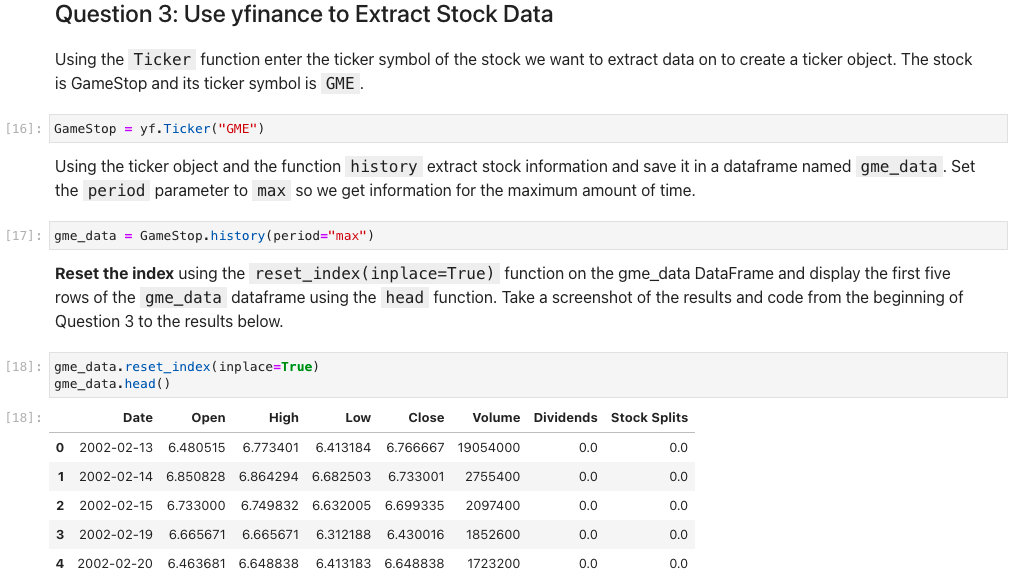 Question 3: Use yfinance to Extract Stock Data
Using the Ticker function enter the ticker symbol of the stock we want to extract data on to create a ticker object. The stock
is GameStop and its ticker symbol is GME .
[16]: GameStop = yf.Ticker("GME")
Using the ticker object and the function history extract stock information and save it in a dataframe named gme_data . Set
the period parameter to max so we get information for the maximum amount of time.
[17]: gme_data = GameStop.history(period="max")
Reset the index using the reset_index(inplace=True) function on the gme_data DataFrame and display the first five
rows of the gme_data dataframe using the head function. Take a screenshot of the results and code from the beginning of
Question 3 to the results below.
[18]: gme_data.reset_index(inplace=True)
gme_data.head()
[18]: Date Open High Low Close Volume Dividends Stock Splits
0 2002-02-13 6.480515 6.773401 6.413184 6.766667 19054000 0.0 0.0
1 2002-02-14 6.850828 6.864294 6.682503 6.733001 2755400 0.0 0.0
2 2002-02-15 6.733000 6.749832 6.632005 6.699335 2097400 0.0 0.0
3 2002-02-19 6.665671 6.665671 6.312188 6.430016 1852600 0.0 0.0
4 2002-02-20 6.463681 6.648838 6.413183 6.648838 1723200 0.0 0.0